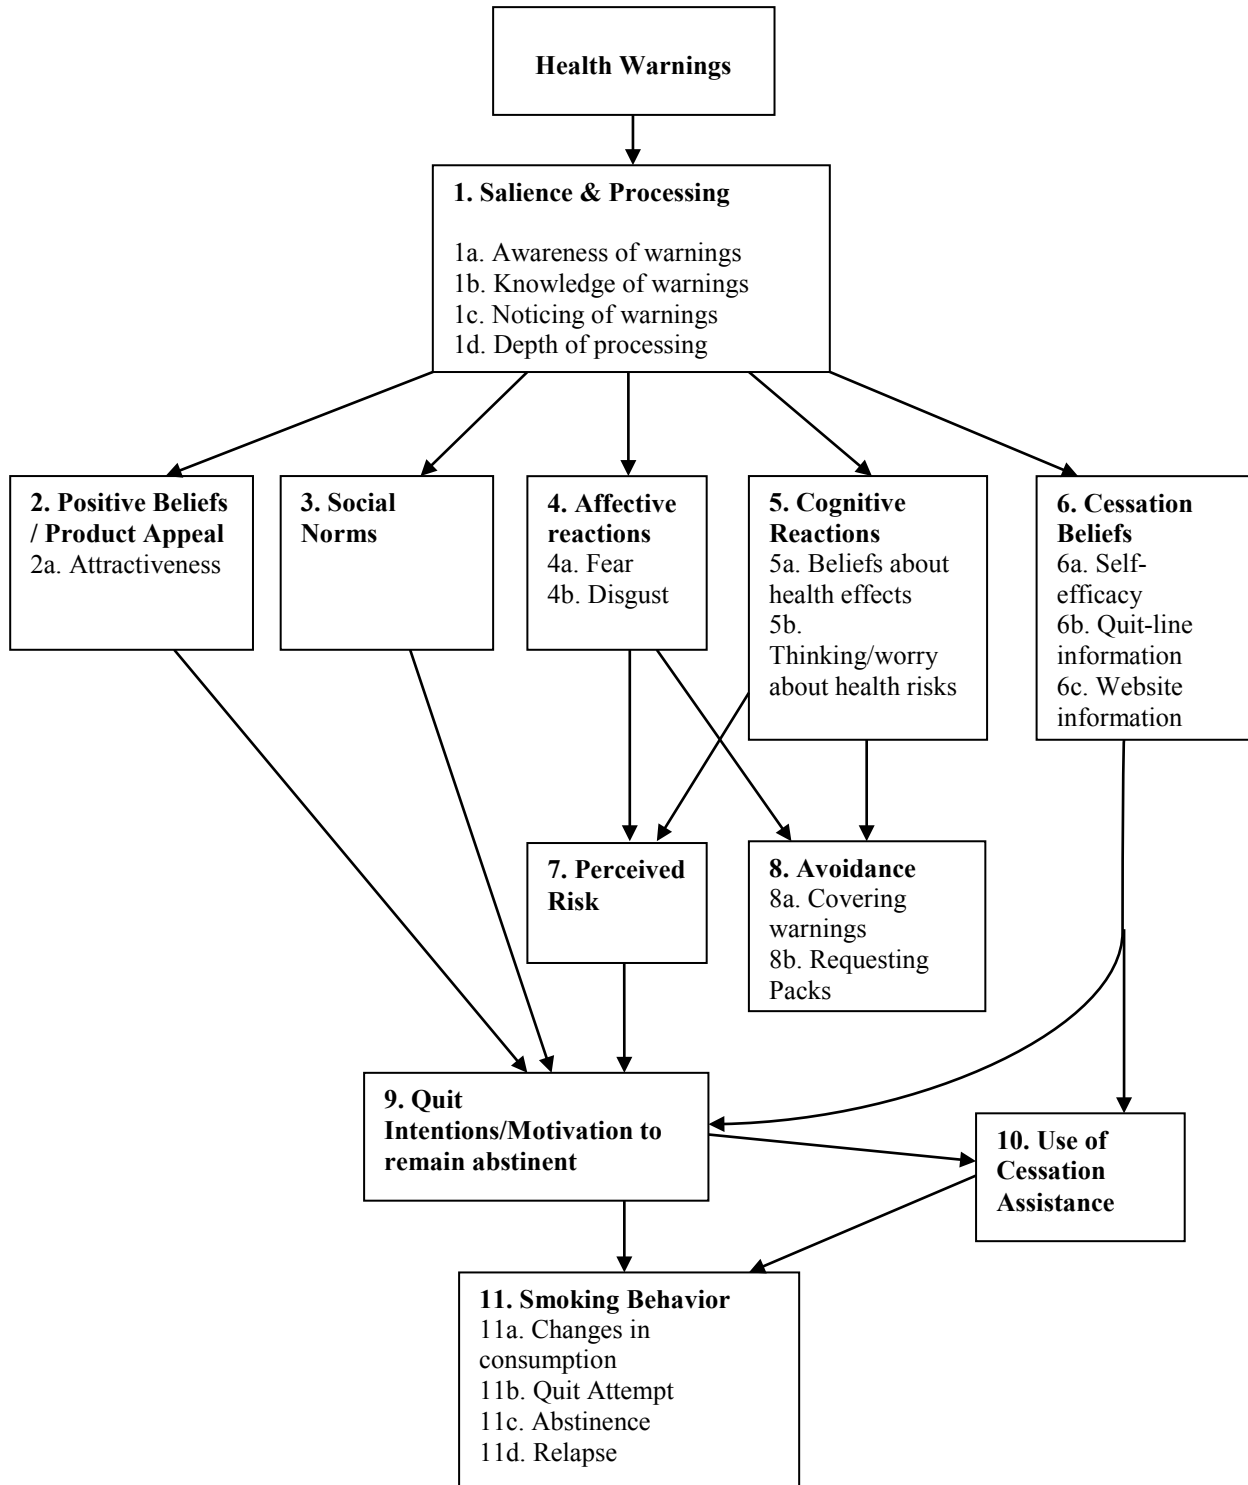 Health Warnings
1. Salience & Processing
1a. Awareness of warnings
1b. Knowledge of warnings
1c. Noticing of warnings
1d. Depth of processing
2. Positive Beliefs
/ Product Appeal
2a. Attractiveness
3. Social
Norms
4. Affective
reactions
4a. Fear
4b. Disgust
5. Cognitive
Reactions
5a. Beliefs about
health effects
5b.
Thinking/worry
about health risks
6. Cessation
Beliefs
6a. Self-
efficacy
6b. Quit-line
information
6c. Website
information
7. Perceived
Risk
8. Avoidance
8a. Covering
warnings
8b. Requesting
Packs
9. Quit
Intentions/Motivation to
remain abstinent
10. Use of
Cessation
Assistance
11. Smoking Behavior
11a. Changes in
consumption
11b. Quit Attempt
11c. Abstinence
11d. Relapse